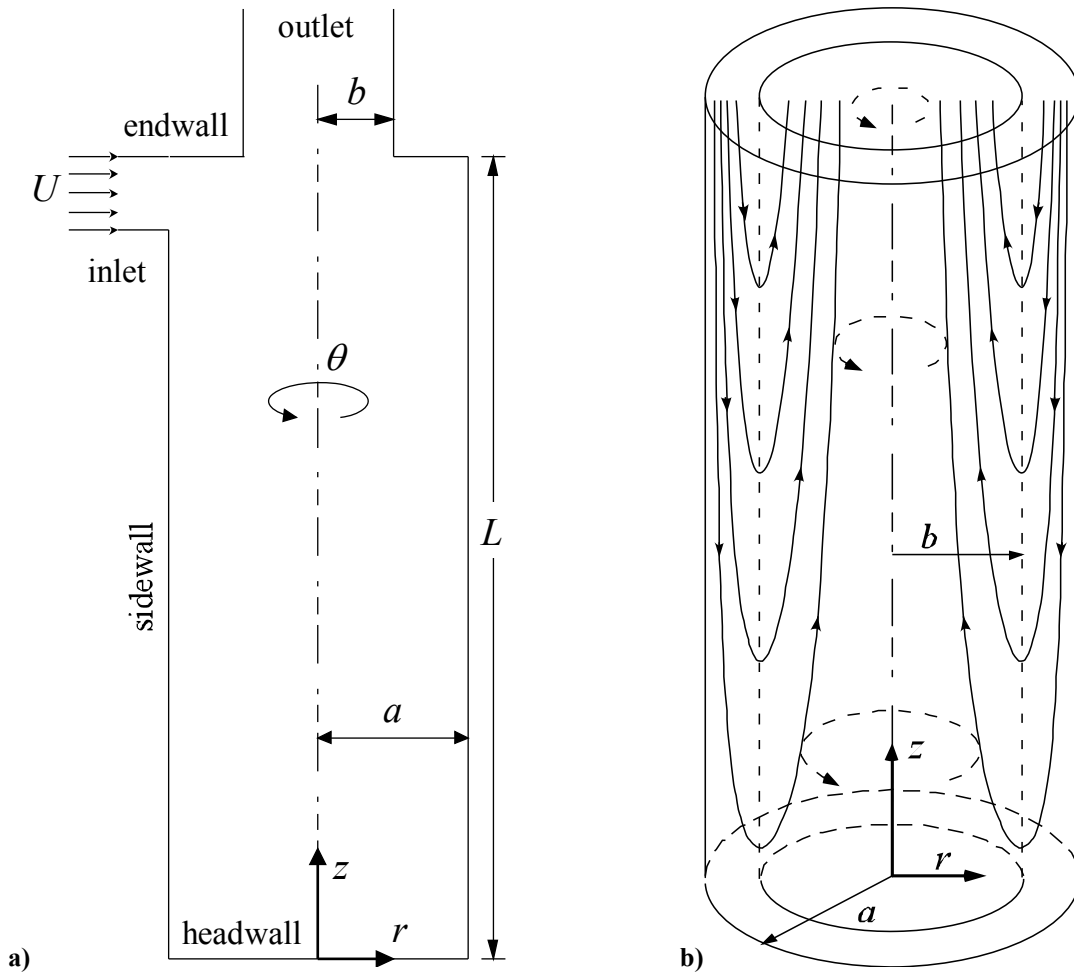 outlet
b
endwall
U
inlet
θ
sidewall
L
a
z
headwall
r
a)
b
z
r
a
b)